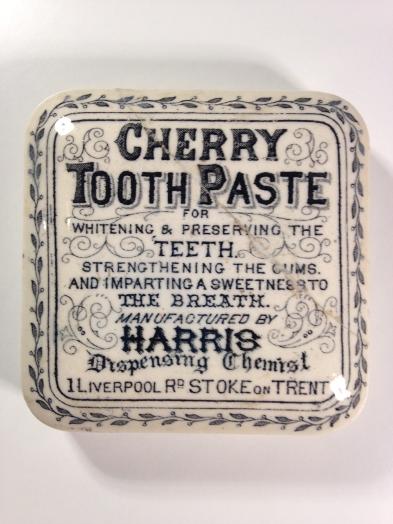 CHERRY
TOOTH PASTE
FOR
WHITENING & PRESERVING THE
TEETH.
STRENGTHENING THE GUMS.
AND IMPARTING A SWEETNESS TO
THE BREATH.
MANUFACTURED BY
HARRIS
Dispensing Chemist
1 LIVERPOOL RD STOKE ON TRENT